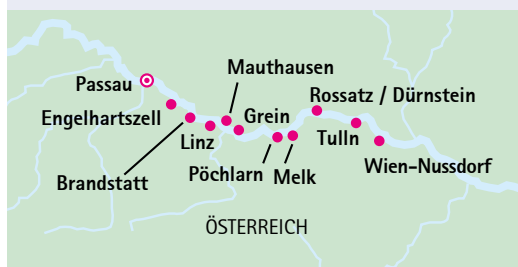 Mauthausen
Passau
Rossatz / Dürnstein
Engelhartszell
Grein
Linz
Tulln
Wien-Nussdorf
Pöchlarn
Melk
Brandstatt
ÖSTERREICH